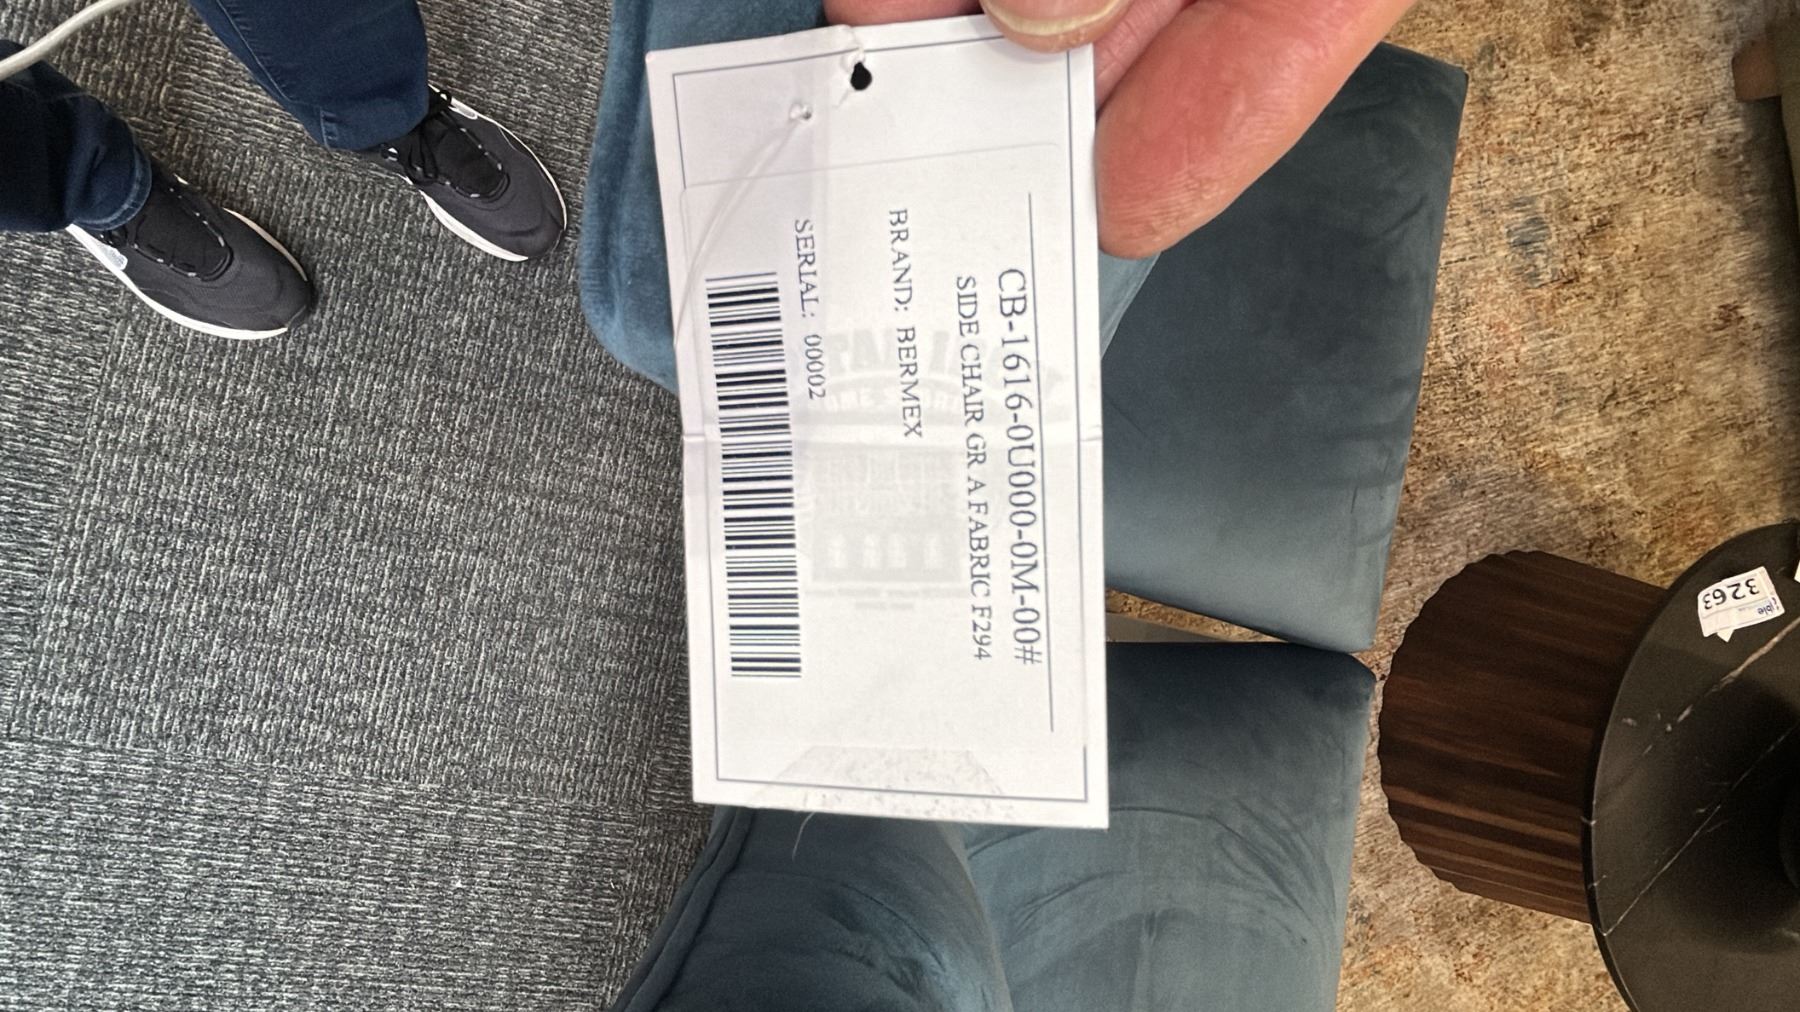 CB-1616-0U000-0M-00#
SIDE CHAIR GR A FABRIC F294
BRAND: BERMEX
SERIAL: 00002
3263